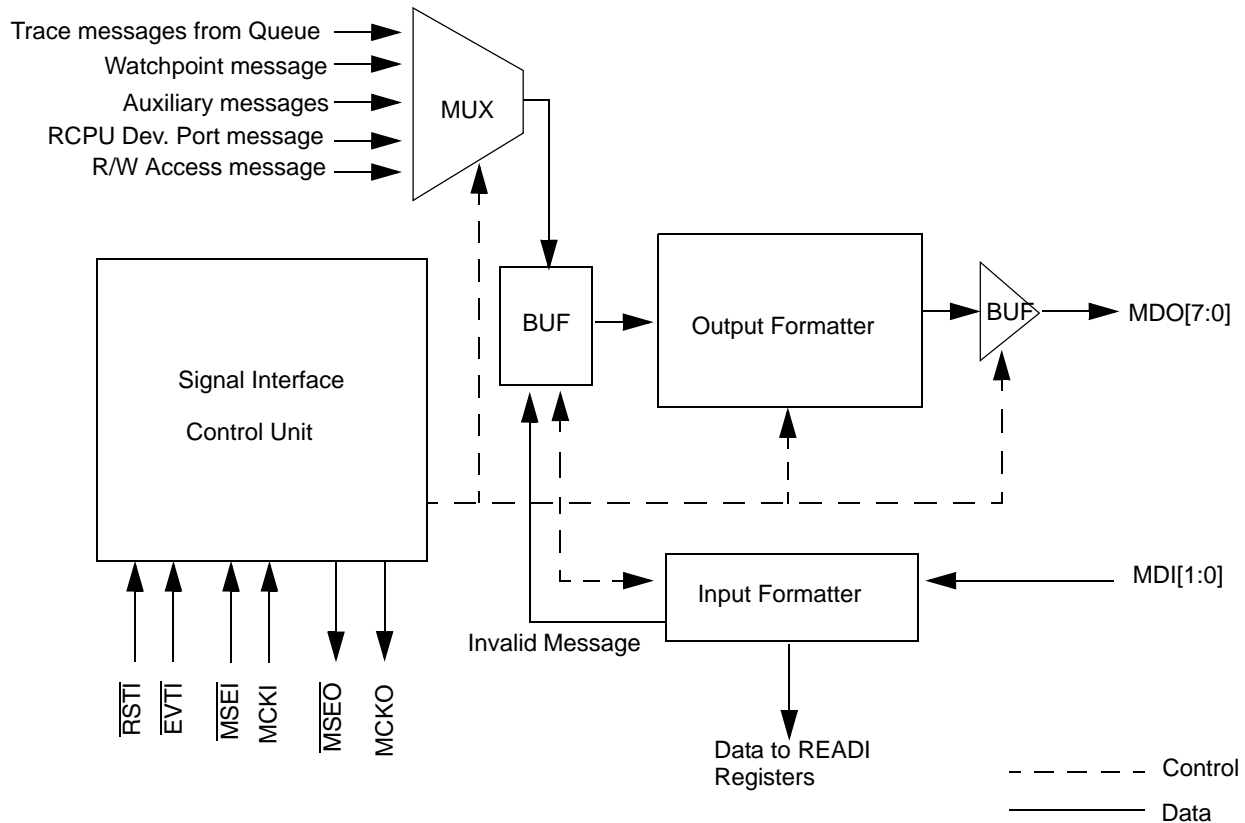 Trace messages from Queue
Watchpoint message
Auxiliary messages
RCPU Dev. Port message
R/W Access message
MUX
BUF
Output Formatter
BUF
MDO[7:0]
Signal Interface
Control Unit
Input Formatter
MDI[1:0]
Invalid Message
RSTI
EVTI
MSEI
MCKI
MSEO
MCKO
Data to READI
Registers
Control
Data